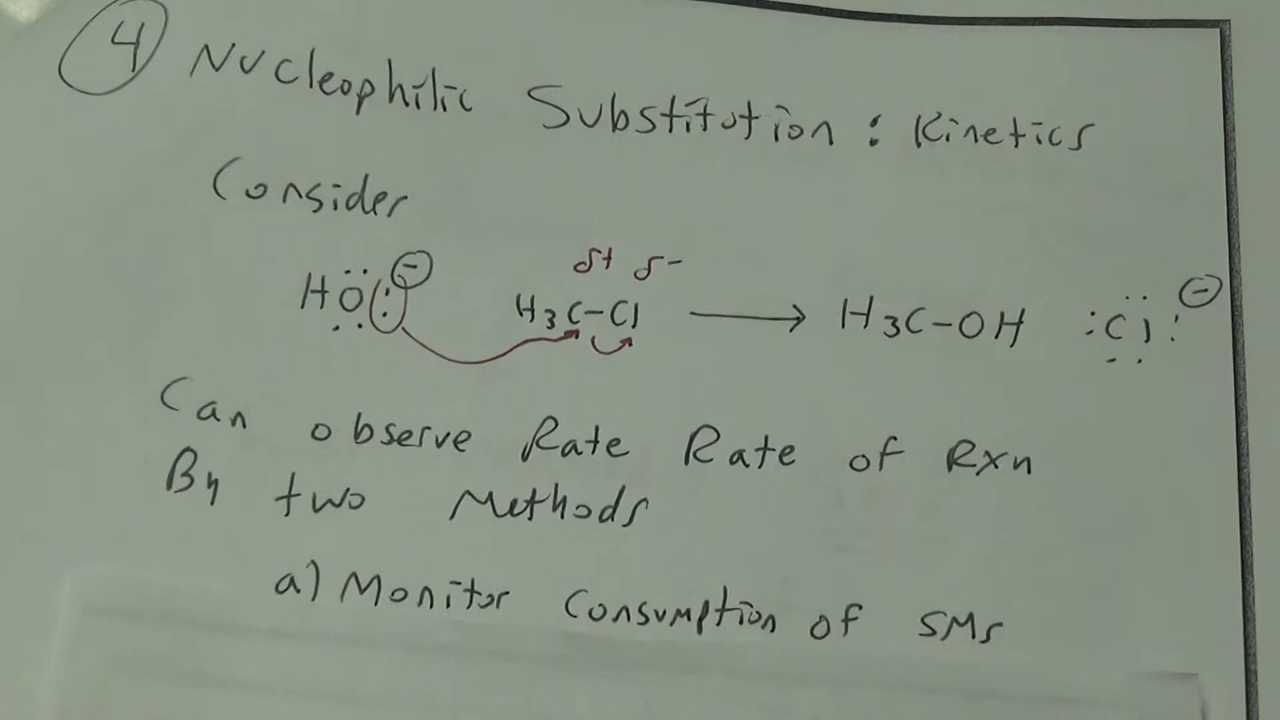 4 Nucleophilic Substitution : Kinetics
Consider
HÖ:⊖ H₃C-Cl δ+ δ- → H₃C-OH :Cl: ⊖
Can observe Rate Rate of Rxn
By two Methods
a) Monitor Consumption of SMs